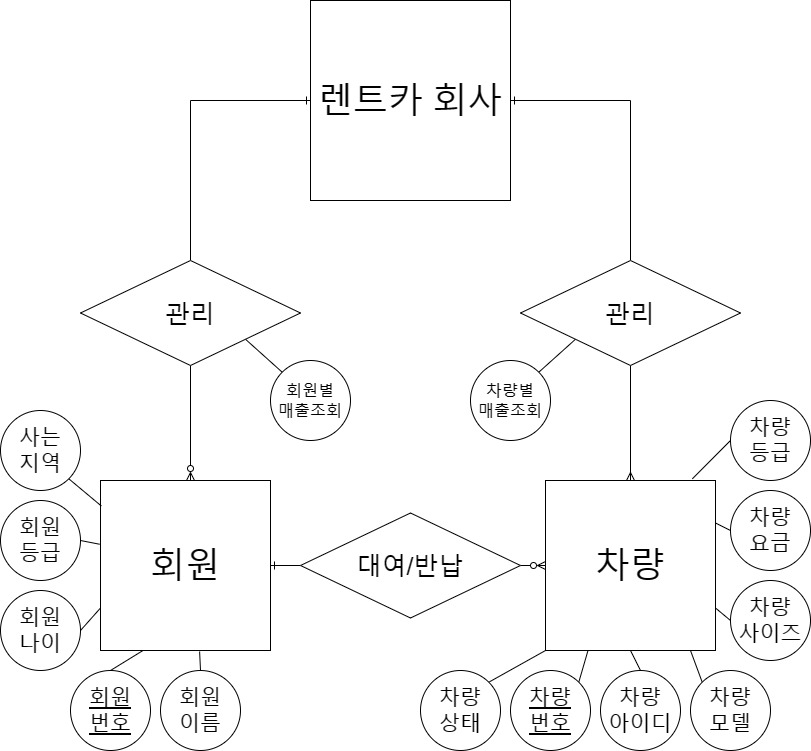 렌트카 회사
관리
관리
회원별
매출조회
차량별
매출조회
사는
지역
회원
등급
회원
나이
회원
번호
회원
이름
회원
대여/반납
차량
차량
등급
차량
요금
차량
사이즈
차량
상태
차량
번호
차량
아이디
차량
모델